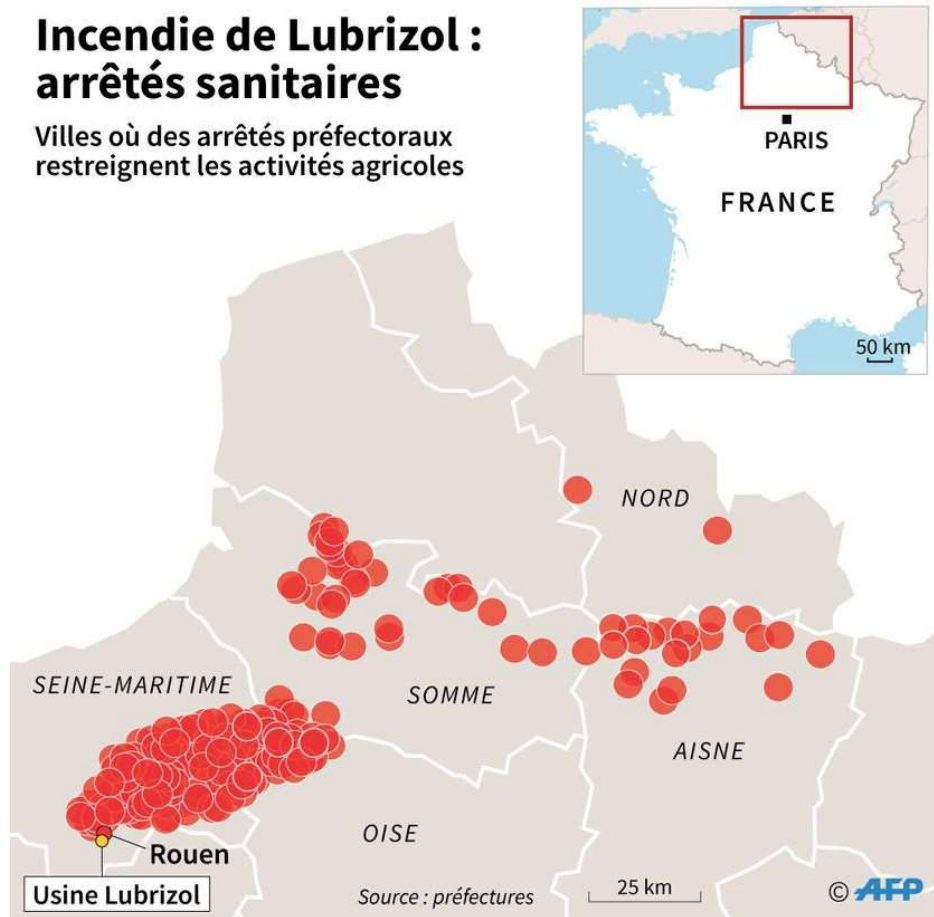 Incendie de Lubrizol :
arrêtés sanitaires
Villes où des arrêtés préfectoraux
restreignent les activités agricoles
PARIS
FRANCE
50 km
NORD
SEINE-MARITIME
SOMME
AISNE
OISE
Rouen
Usine Lubrizol
Source : préfectures
25 km
© AFP